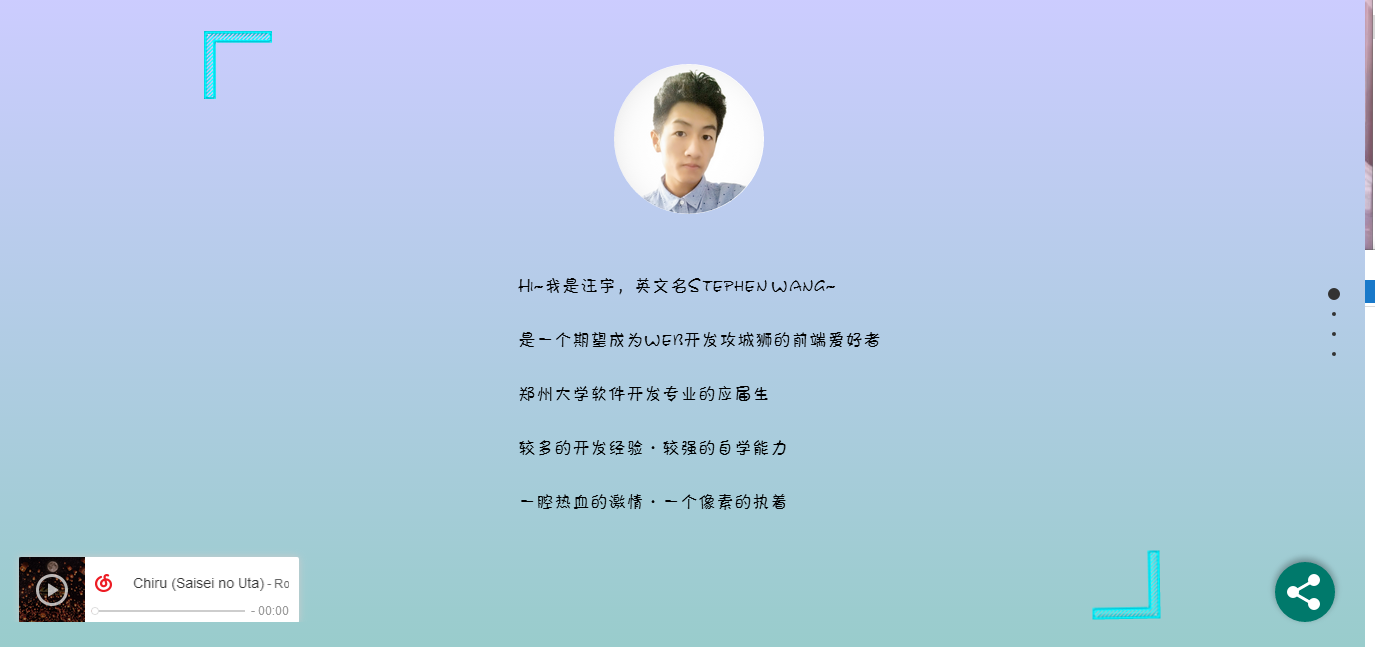 Hi~我是汪宇，英文名Stephen Wang~
是一个期望成为WEB开发攻城狮的前端爱好者
郑州大学软件开发专业的应届生
较多的开发经验·较强的自学能力
一腔热血的激情·一个像素的执着
Chiru (Saisei no Uta) - Ro
- 00:00